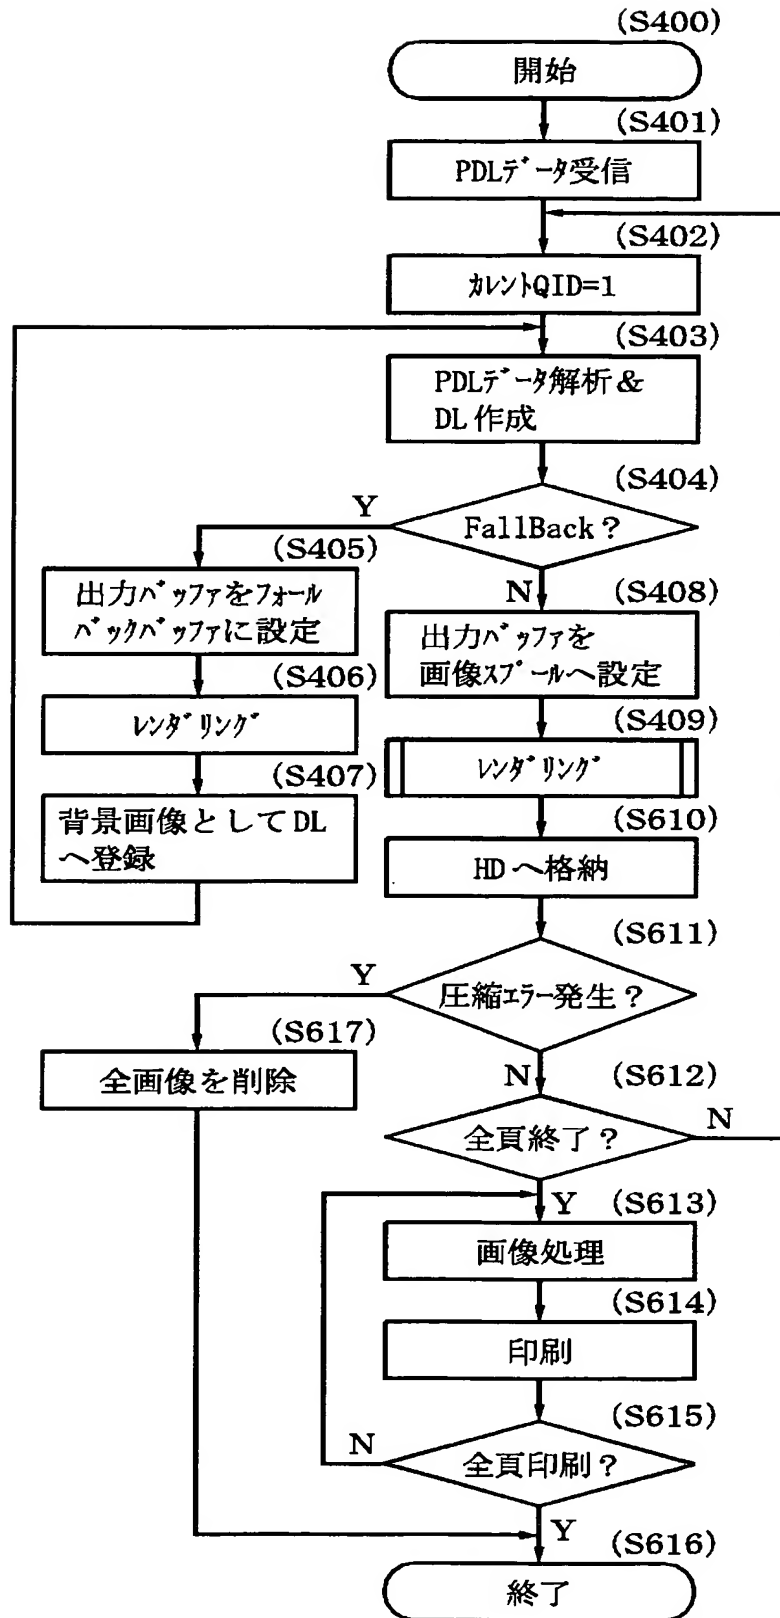 (S400)
開始
(S401)
PDLデータ受信
(S402)
カレントQID=1
(S403)
PDLデータ解析&
DL作成
(S404)
FallBack?
Y
N
(S405)
出力バッファをフォール
バックバッファに設定
(S406)
レンダリング
(S407)
背景画像としてDL
へ登録
(S408)
出力バッファを
画像スプールへ設定
(S409)
レンダリング
(S610)
HDへ格納
(S611)
圧縮エラー発生?
Y
N
(S617)
全画像を削除
(S612)
全頁終了?
N
Y
(S613)
画像処理
(S614)
印刷
(S615)
全頁印刷?
N
Y
(S616)
終了